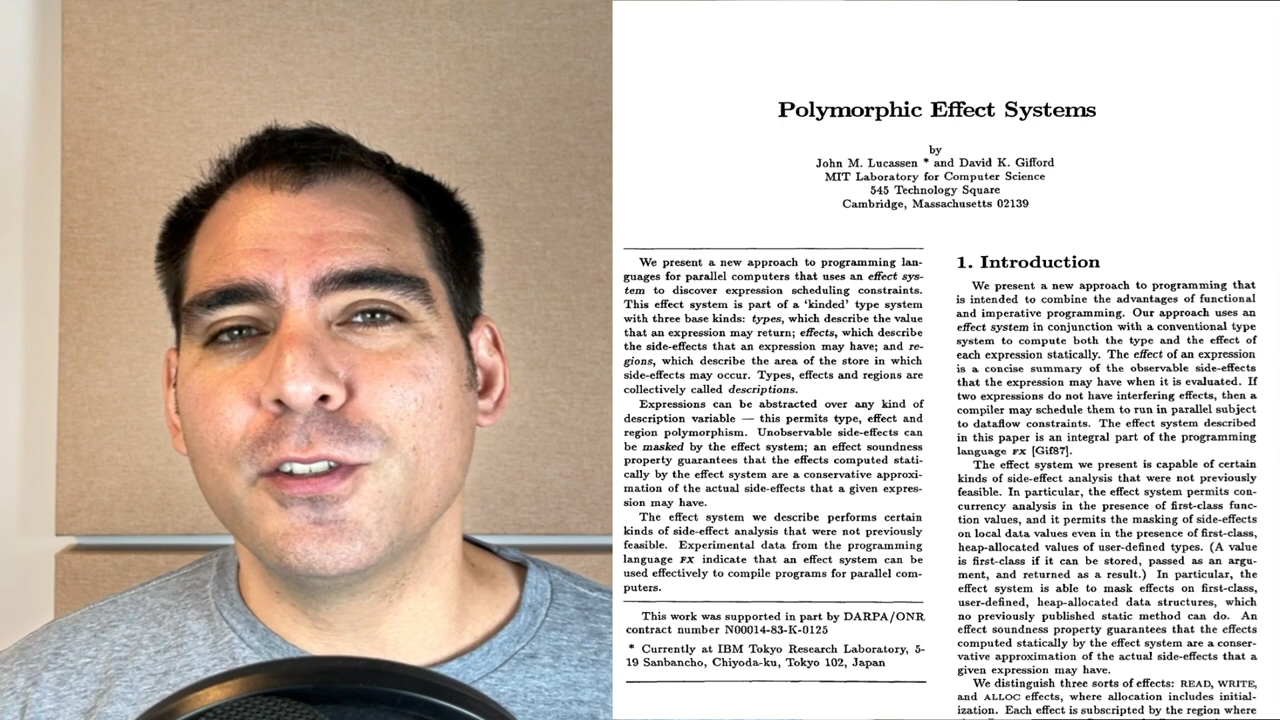 Polymorphic Effect Systems
by
John M. Lucassen * and David K. Gifford
MIT Laboratory for Computer Science
545 Technology Square
Cambridge, Massachusetts 02139
We present a new approach to programming lan-
guages for parallel computers that uses an effect sys-
tem to discover expression scheduling constraints.
This effect system is part of a ‘kinded’ type system
with three base kinds: types, which describe the value
that an expression may return; effects, which describe
the side-effects that an expression may have; and re-
gions, which describe the area of the store in which
side-effects may occur. Types, effects and regions are
collectively called descriptions.
Expressions can be abstracted over any kind of
description variable — this permits type, effect and
region polymorphism. Unobservable side-effects can
be masked by the effect system; an effect soundness
property guarantees that the effects computed stati-
cally by the effect system are a conservative approxi-
mation of the actual side-effects that a given expres-
sion may have.
The effect system we describe performs certain
kinds of side-effect analysis that were not previously
feasible. Experimental data from the programming
language FX indicate that an effect system can be
used effectively to compile programs for parallel com-
puters.
This work was supported in part by DARPA/ONR
contract number N00014-83-K-0125
* Currently at IBM Tokyo Research Laboratory, 5-
19 Sanbancho, Chiyoda-ku, Tokyo 102, Japan
1. Introduction
We present a new approach to programming that
is intended to combine the advantages of functional
and imperative programming. Our approach uses an
effect system in conjunction with a conventional type
system to compute both the type and the effect of
each expression statically. The effect of an expression
is a concise summary of the observable side-effects
that the expression may have when it is evaluated. If
two expressions do not have interfering effects, then a
compiler may schedule them to run in parallel subject
to dataflow constraints. The effect system described
in this paper is an integral part of the programming
language FX [Gif87].
The effect system we present is capable of certain
kinds of side-effect analysis that were not previously
feasible. In particular, the effect system permits con-
currency analysis in the presence of first-class func-
tion values, and it permits the masking of side-effects
on local data values even in the presence of first-class,
heap-allocated values of user-defined types. (A value
is first-class if it can be stored, passed as an argu-
ment, and returned as a result.) In particular, the
effect system is able to mask effects on first-class,
user-defined, heap-allocated data structures, which
no previously published static method can do. An
effect soundness property guarantees that the effects
computed statically by the effect system are a conser-
vative approximation of the actual side-effects that a
given expression may have.
We distinguish three sorts of effects: READ, WRITE,
and ALLOC effects, where allocation includes initial-
ization. Each effect is subscripted by the region where